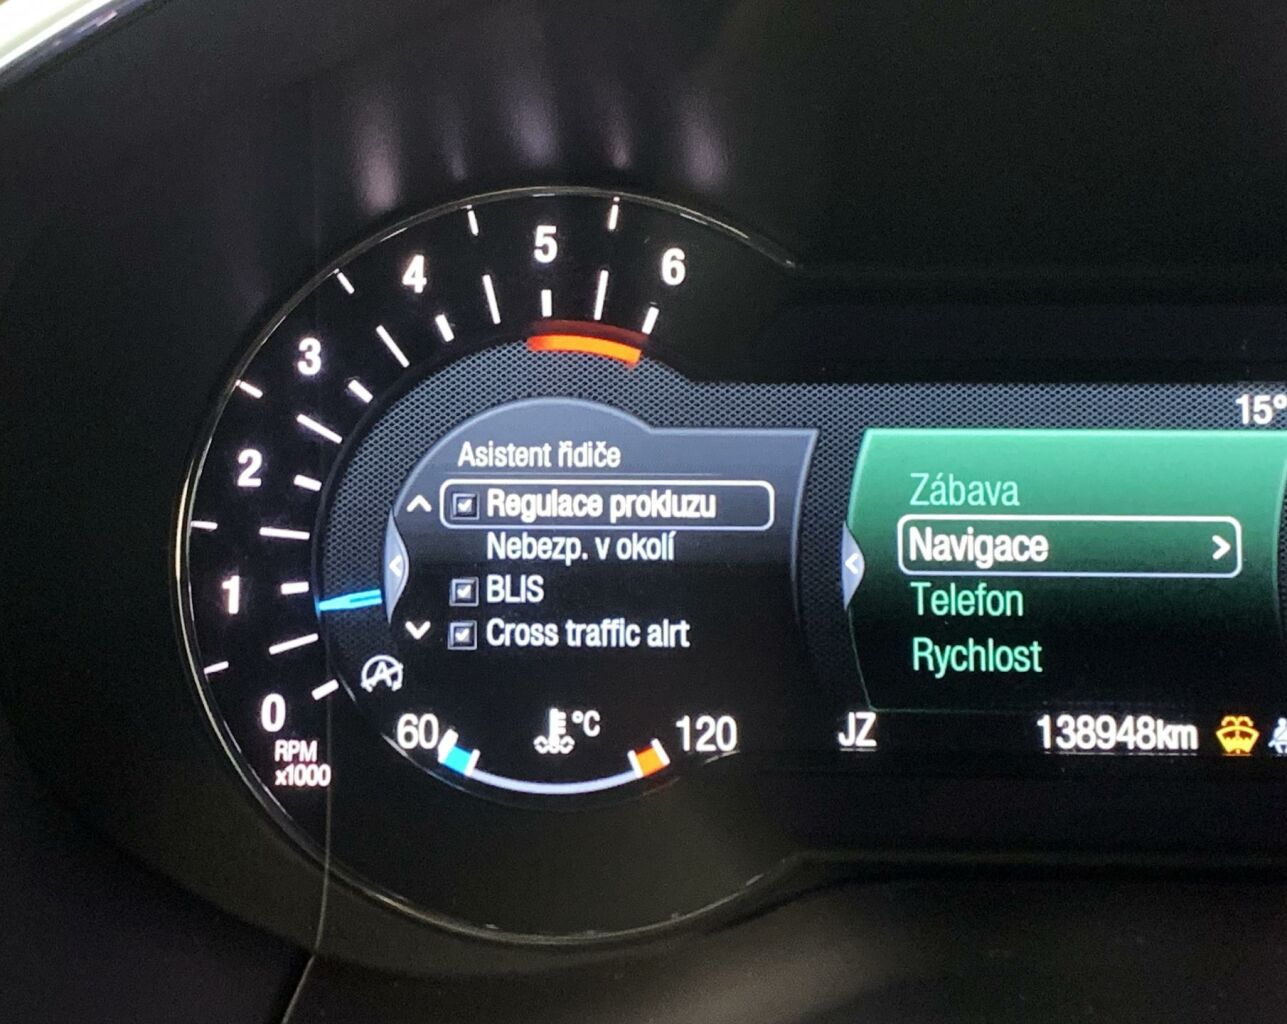 5
4
6
3
2
1
0
RPM
x1000
15°
Asistent řidiče
Regulace prokluzu
Nebezp. v okolí
BLIS
Cross traffic alrt
Zábava
Navigace >
Telefon
Rychlost
60
°C
120
JZ
138948km